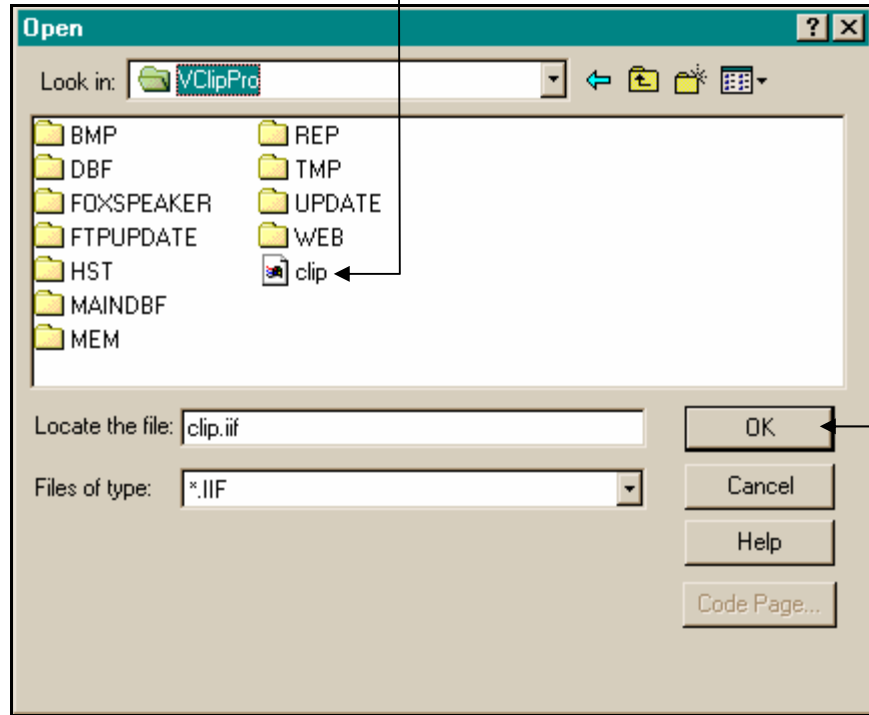 Open
Look in: VClipPro
BMP REP
DBF TMP
FOXSPEAKER UPDATE
FTPUPDATE WEB
HST clip
MAINDBF
MEM
Locate the file: clip.iif OK
Files of type: *.IIF Cancel
Help
Code Page...